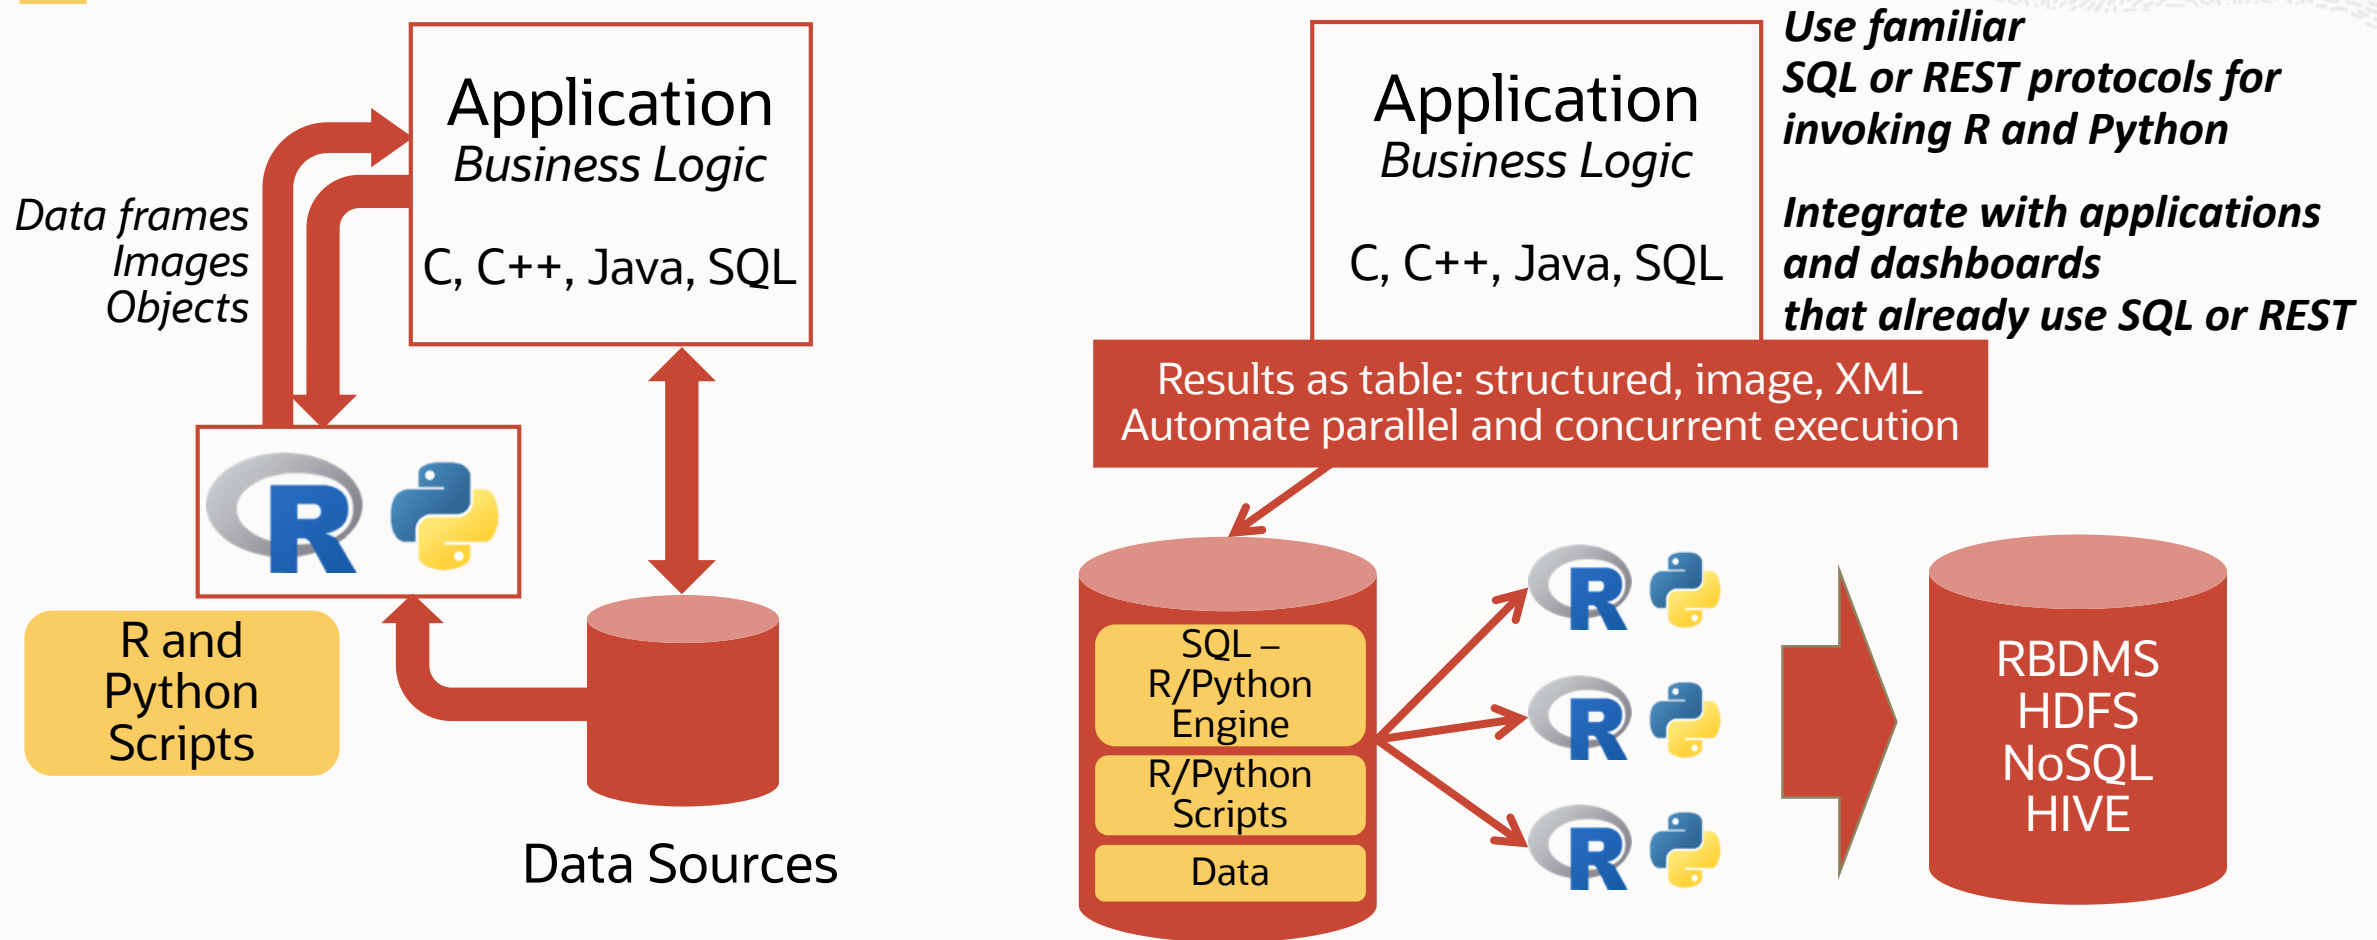 Application
Business Logic
C, C++, Java, SQL
Data frames
Images
Objects
R
R and
Python
Scripts
Data Sources
Application
Business Logic
C, C++, Java, SQL
Use familiar
SQL or REST protocols for
invoking R and Python
Integrate with applications
and dashboards
that already use SQL or REST
Results as table: structured, image, XML
Automate parallel and concurrent execution
SQL –
R/Python
Engine
R/Python
Scripts
Data
R
R
R
RBDMS
HDFS
NoSQL
HIVE